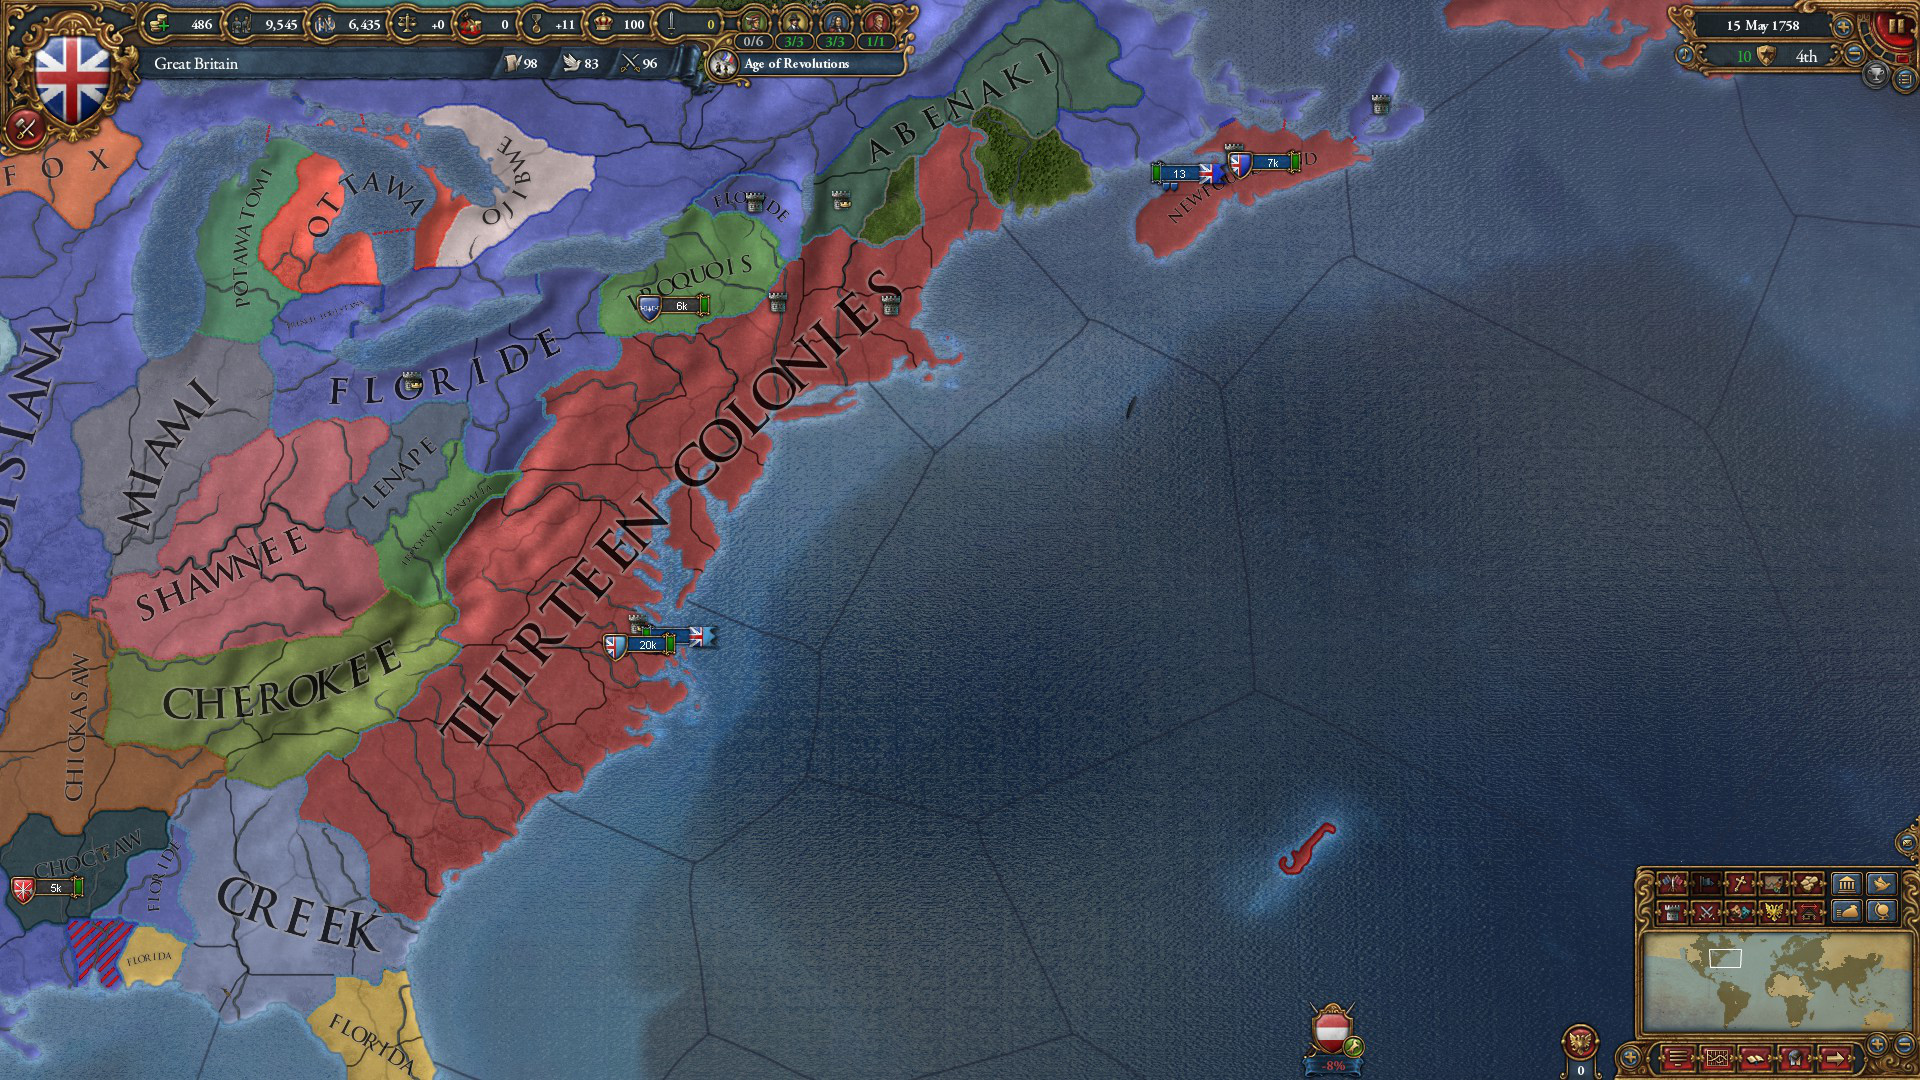 486 9,545 6,435 +0 0 +11 100 0
0/6 3/3 3/3 1/1
Great Britain 98 83 96
Age of Revolutions
15 May 1758
10 4th
FOX
POTAWATOMI
OTTAWA
OJIBWE
ABENAKI
FLORIDE
IROQUOIS
6k
13
7k
MIAMI
FLORIDE
LENAPE
SHAWNEE
CHEROKEE
CHICKASAW
THIRTEEN COLONIES
20k
CHOCTAW
5k
FLORIDE
CREEK
FLORIDA
FLORIDA
-8%
0